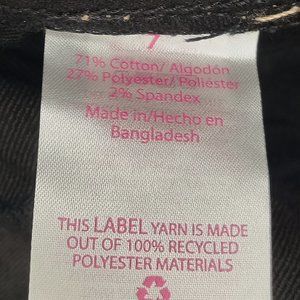 7
71% Cotton/ Algodón
27% Polyester/ Poliéster
2% Spandex
Made in/Hecho en
Bangladesh
THIS LABEL YARN IS MADE
OUT OF 100% RECYCLED
POLYESTER MATERIALS